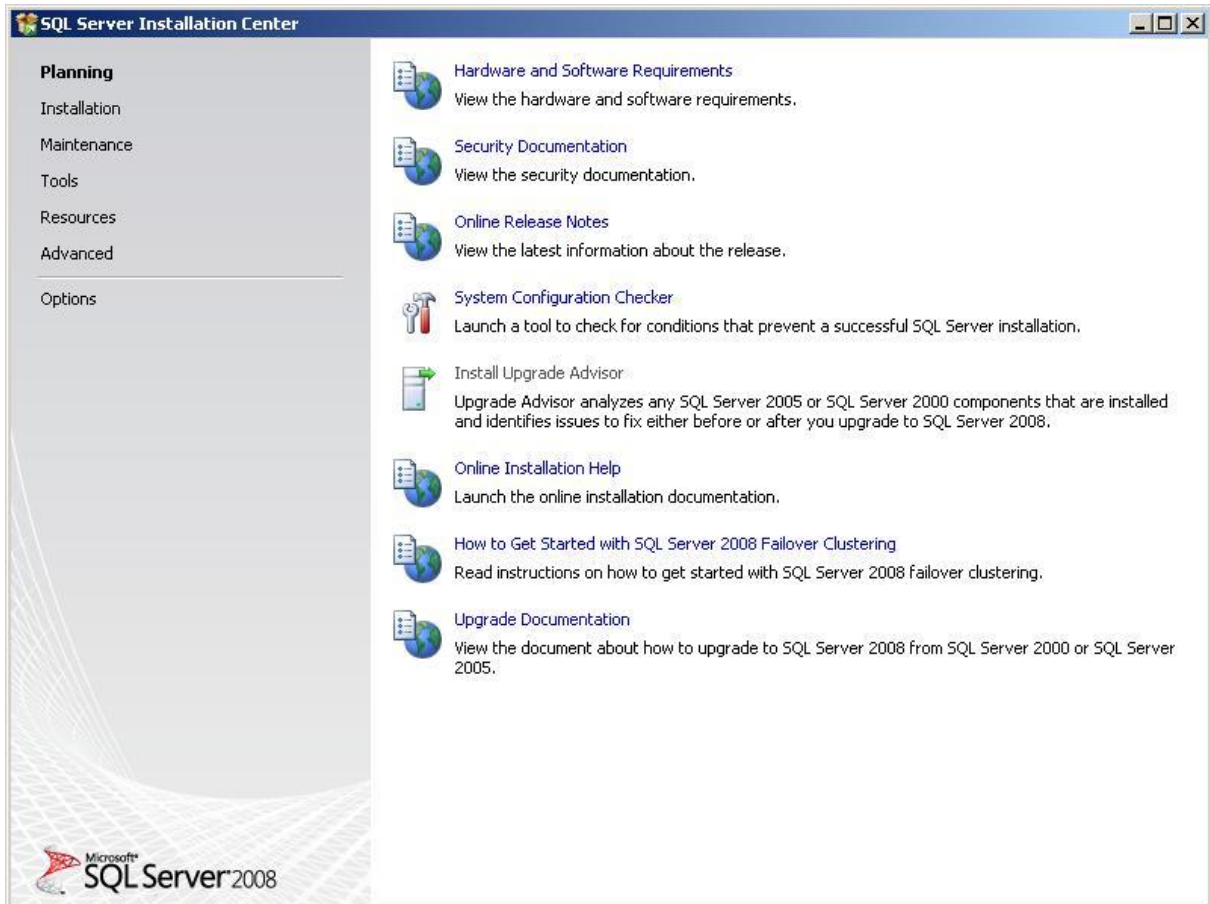 SQL Server Installation Center
Planning
Installation
Maintenance
Tools
Resources
Advanced
Options
Hardware and Software Requirements
View the hardware and software requirements.
Security Documentation
View the security documentation.
Online Release Notes
View the latest information about the release.
System Configuration Checker
Launch a tool to check for conditions that prevent a successful SQL Server installation.
Install Upgrade Advisor
Upgrade Advisor analyzes any SQL Server 2005 or SQL Server 2000 components that are installed
and identifies issues to fix either before or after you upgrade to SQL Server 2008.
Online Installation Help
Launch the online installation documentation.
How to Get Started with SQL Server 2008 Failover Clustering
Read instructions on how to get started with SQL Server 2008 failover clustering.
Upgrade Documentation
View the document about how to upgrade to SQL Server 2008 from SQL Server 2000 or SQL Server
2005.
Microsoft®
SQL Server 2008